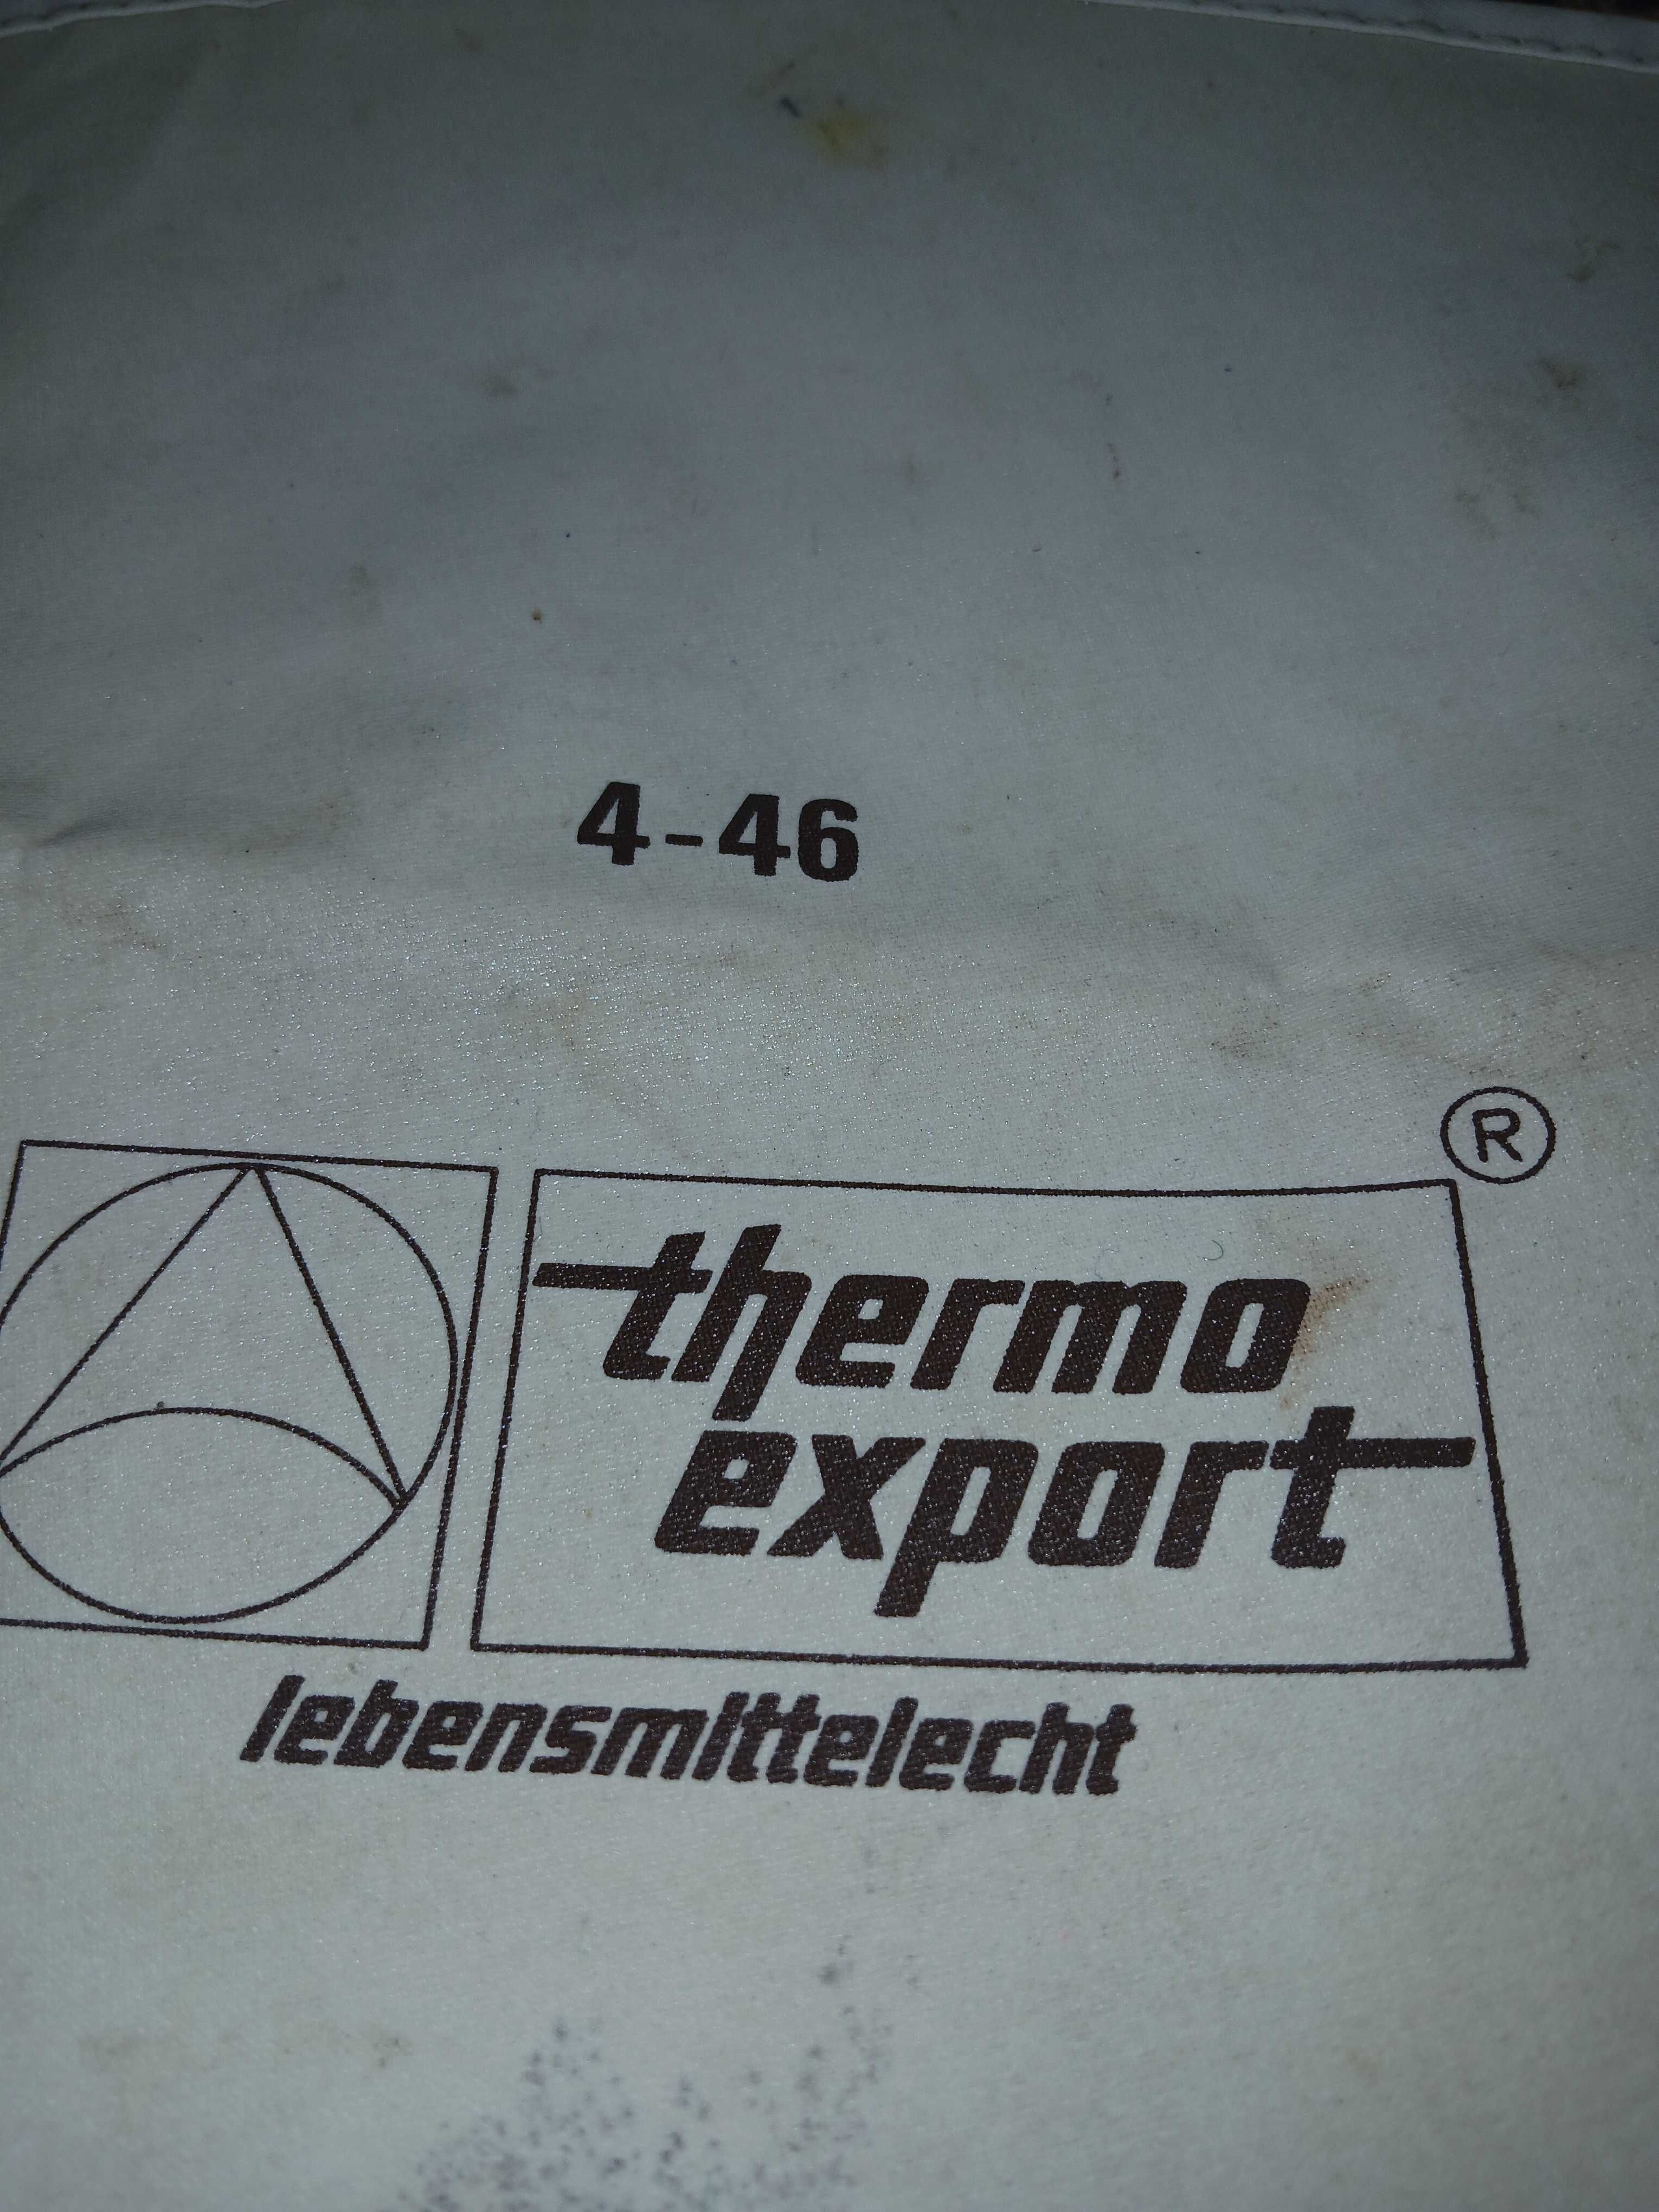 4-46
®
thermo
export
lebensmittelecht